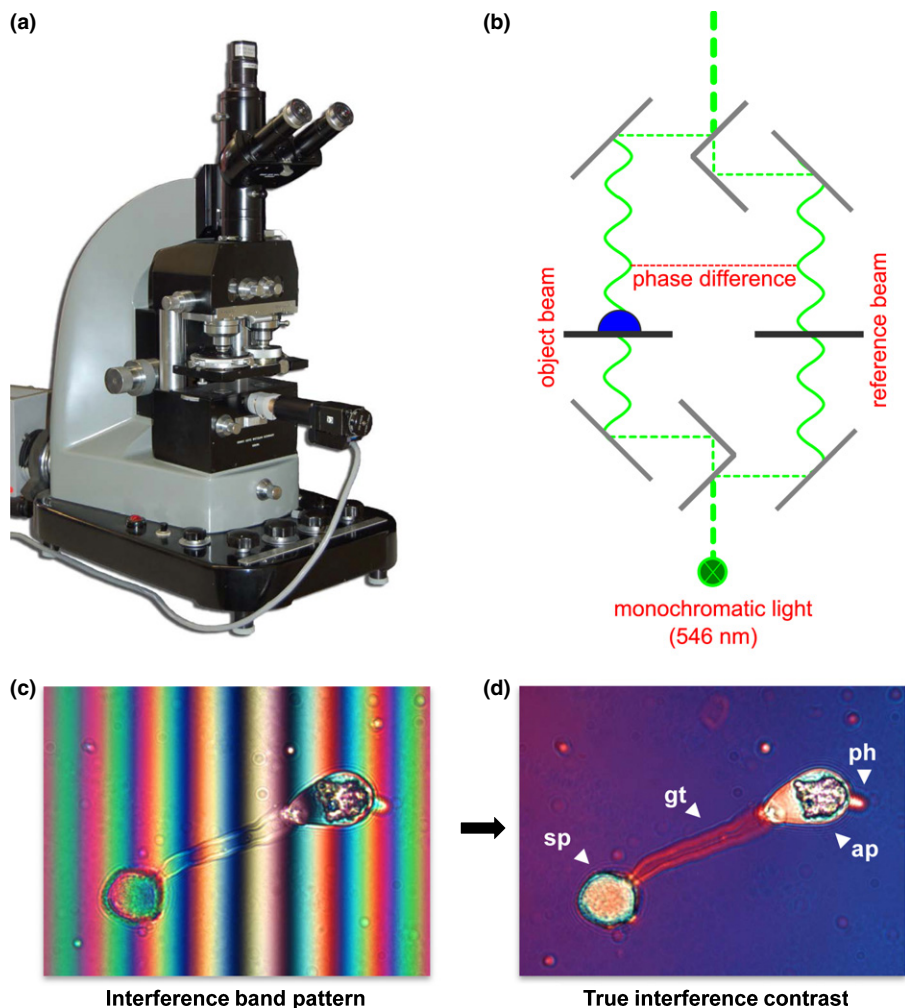 (a)
(b)
phase difference
object beam
reference beam
monochromatic light
(546 nm)
(c)
(d)
ph
gt
sp
ap
Interference band pattern
True interference contrast